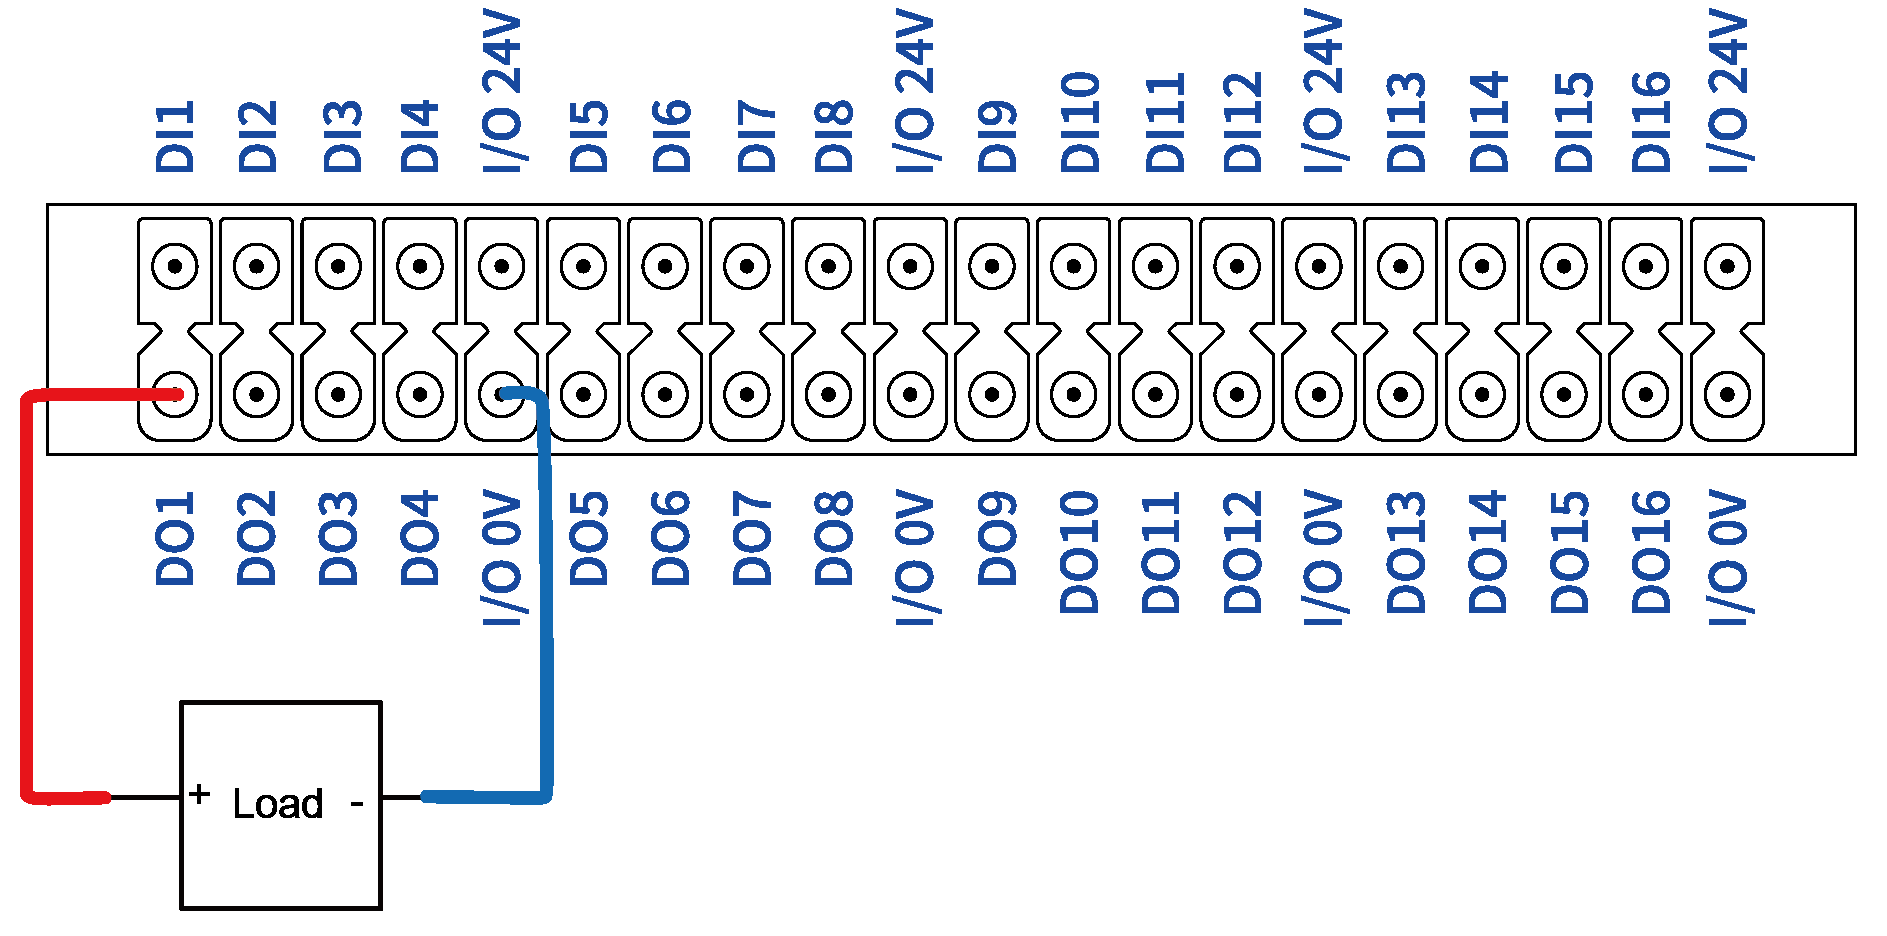 DI1
DI2
DI3
DI4
I/O 24V
DI5
DI6
DI7
DI8
I/O 24V
DI9
DI10
DI11
DI12
I/O 24V
DI13
DI14
DI15
DI16
I/O 24V
DO1
DO2
DO3
DO4
I/O 0V
DO5
DO6
DO7
DO8
I/O 0V
DO9
DO10
DO11
DO12
I/O 0V
DO13
DO14
DO15
DO16
I/O 0V
+ Load -